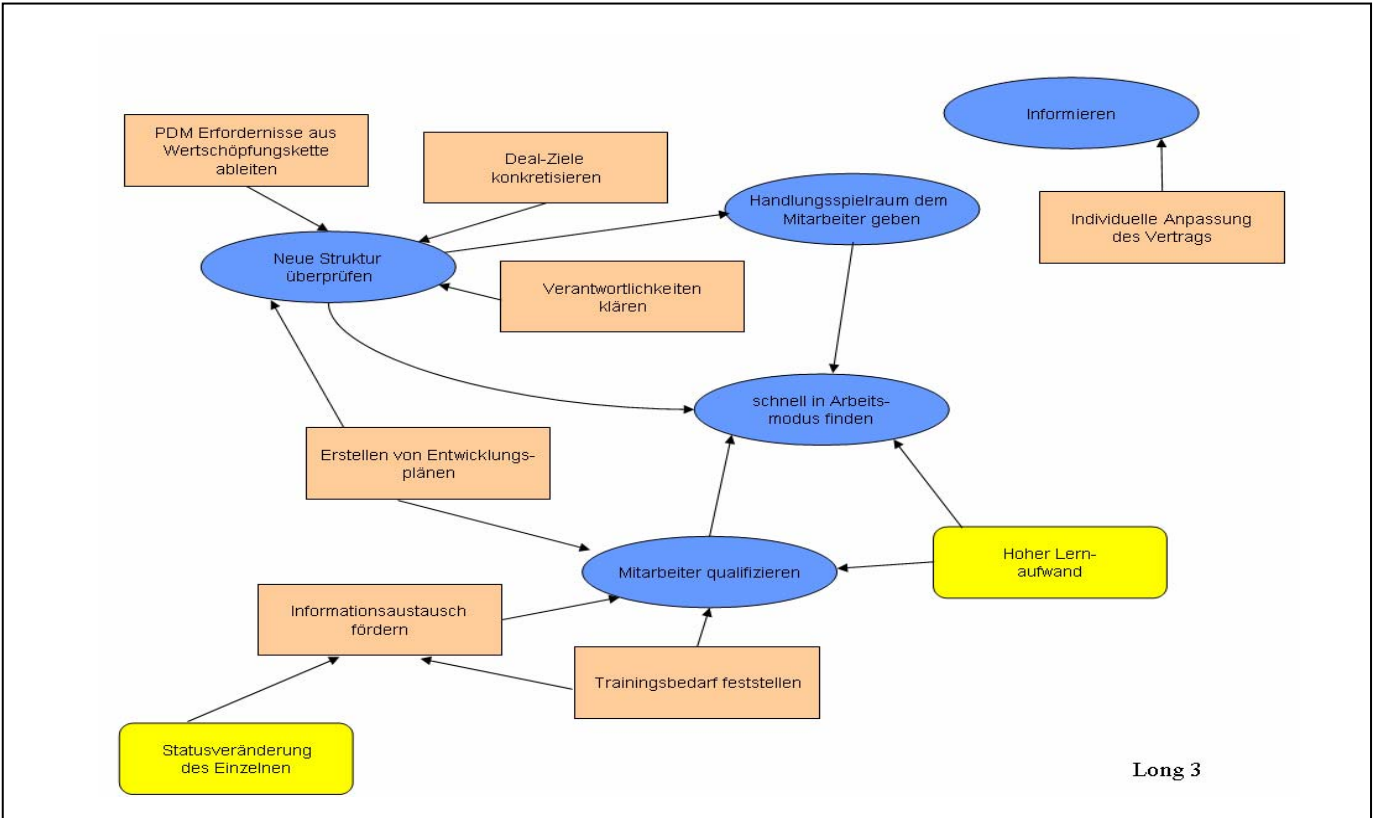 Informieren
PDM Erfordernisse aus
Wertschöpfungskette
ableiten
Deal-Ziele
konkretisieren
Handlungsspielraum dem
Mitarbeiter geben
Individuelle Anpassung
des Vertrags
Neue Struktur
überprüfen
Verantwortlichkeiten
klären
schnell in Arbeits-
modus finden
Erstellen von Entwicklungs-
plänen
Hoher Lern-
aufwand
Mitarbeiter qualifizieren
Informationsaustausch
fördern
Trainingsbedarf feststellen
Statusveränderung
des Einzelnen
Long 3